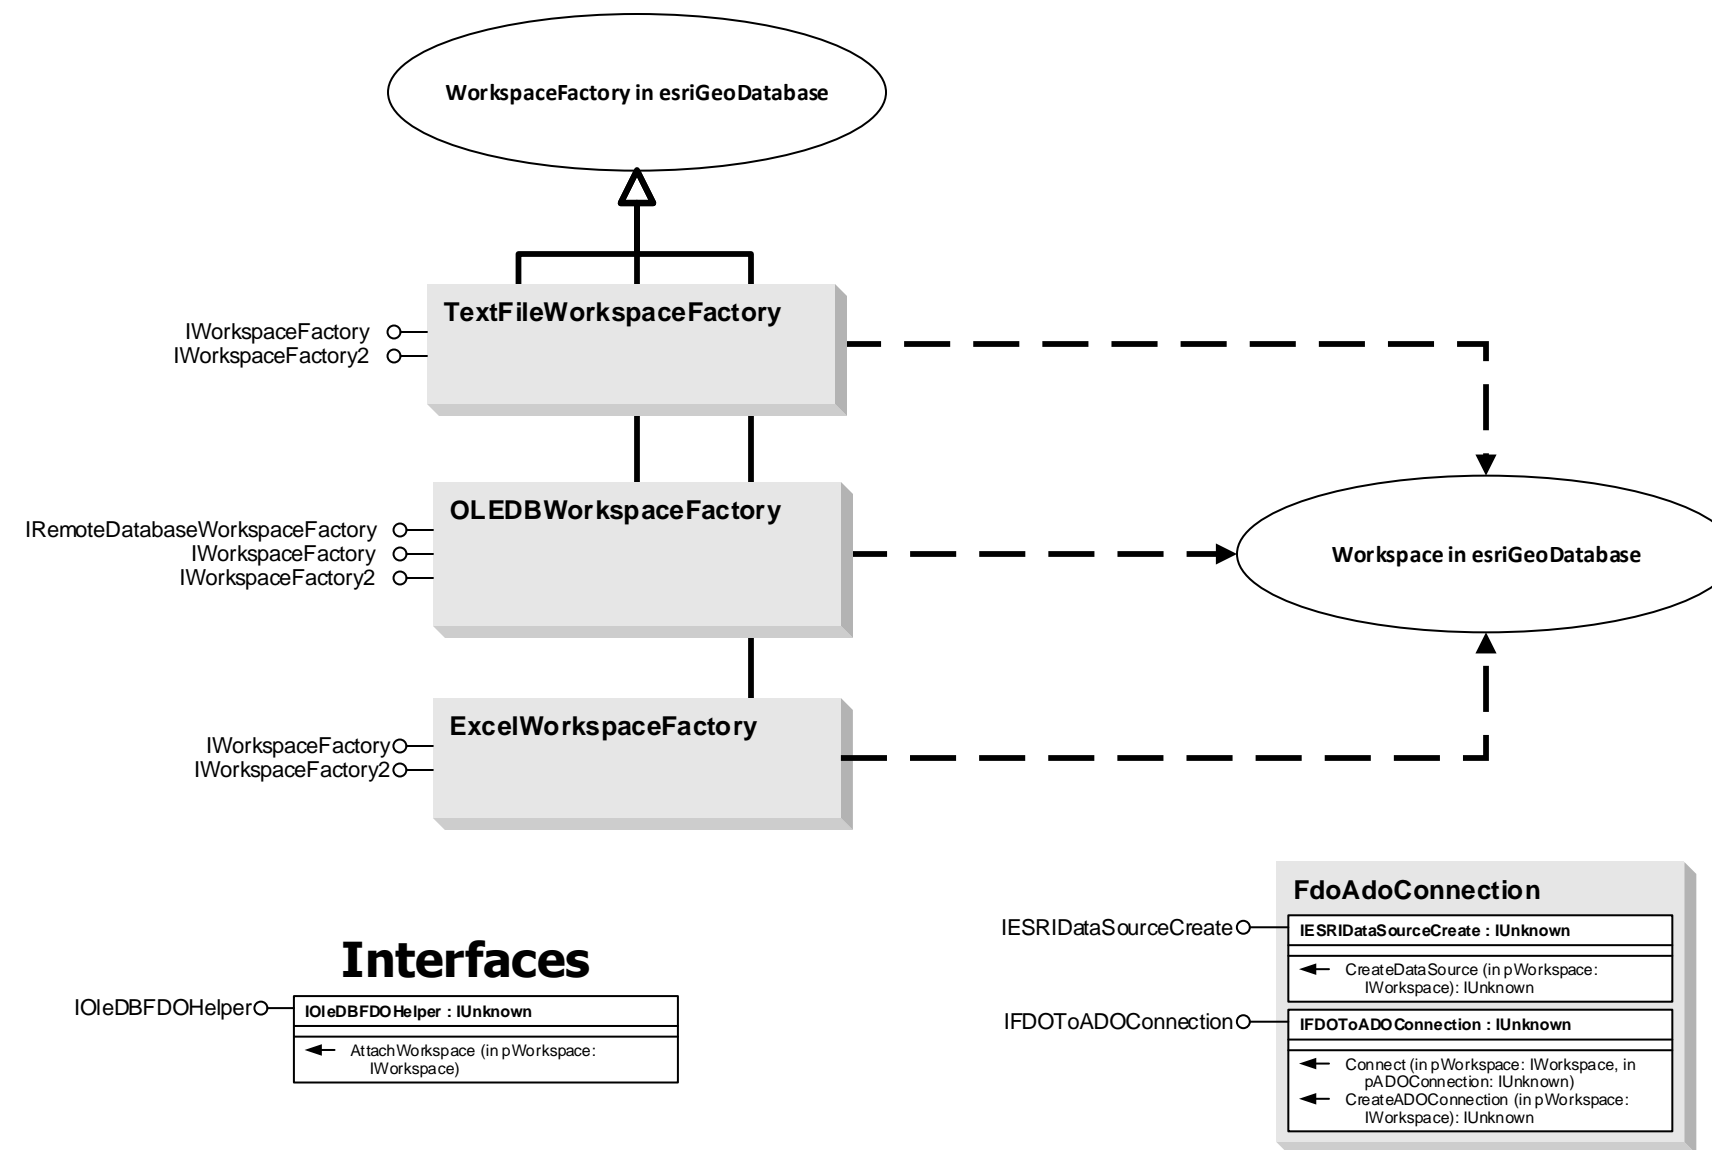 WorkspaceFactory in esriGeoDatabase
TextFileWorkspaceFactory
IWorkspaceFactory
IWorkspaceFactory2
OLEDBWorkspaceFactory
IRemoteDatabaseWorkspaceFactory
IWorkspaceFactory
IWorkspaceFactory2
Workspace in esriGeoDatabase
ExcelWorkspaceFactory
IWorkspaceFactory
IWorkspaceFactory2
Interfaces
IOleDBFDOHelper
IOleDBFDOHelper : IUnknown
AttachWorkspace (in pWorkspace:
IWorkspace)
FdoAdoConnection
IESRIDataSourceCreate
IESRIDataSourceCreate : IUnknown
CreateDataSource (in pWorkspace:
IWorkspace): IUnknown
IFDOToADOConnection
IFDOToADOConnection : IUnknown
Connect (in pWorkspace: IWorkspace, in
pADOConnection: IUnknown)
CreateADOConnection (in pWorkspace:
IWorkspace): IUnknown